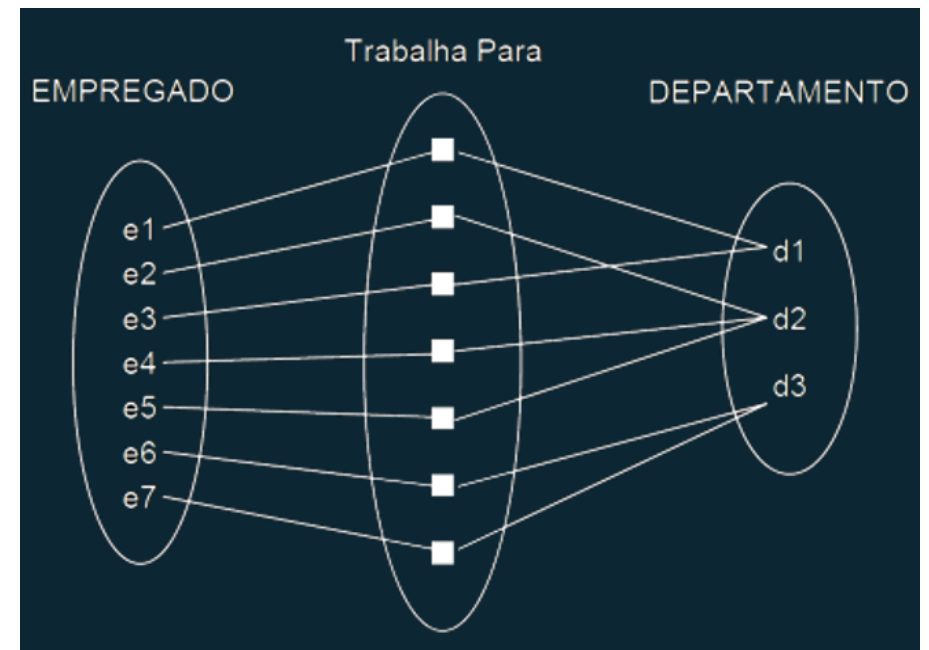 Trabalha Para
EMPREGADO
DEPARTAMENTO
e1
e2
e3
e4
e5
e6
e7
d1
d2
d3